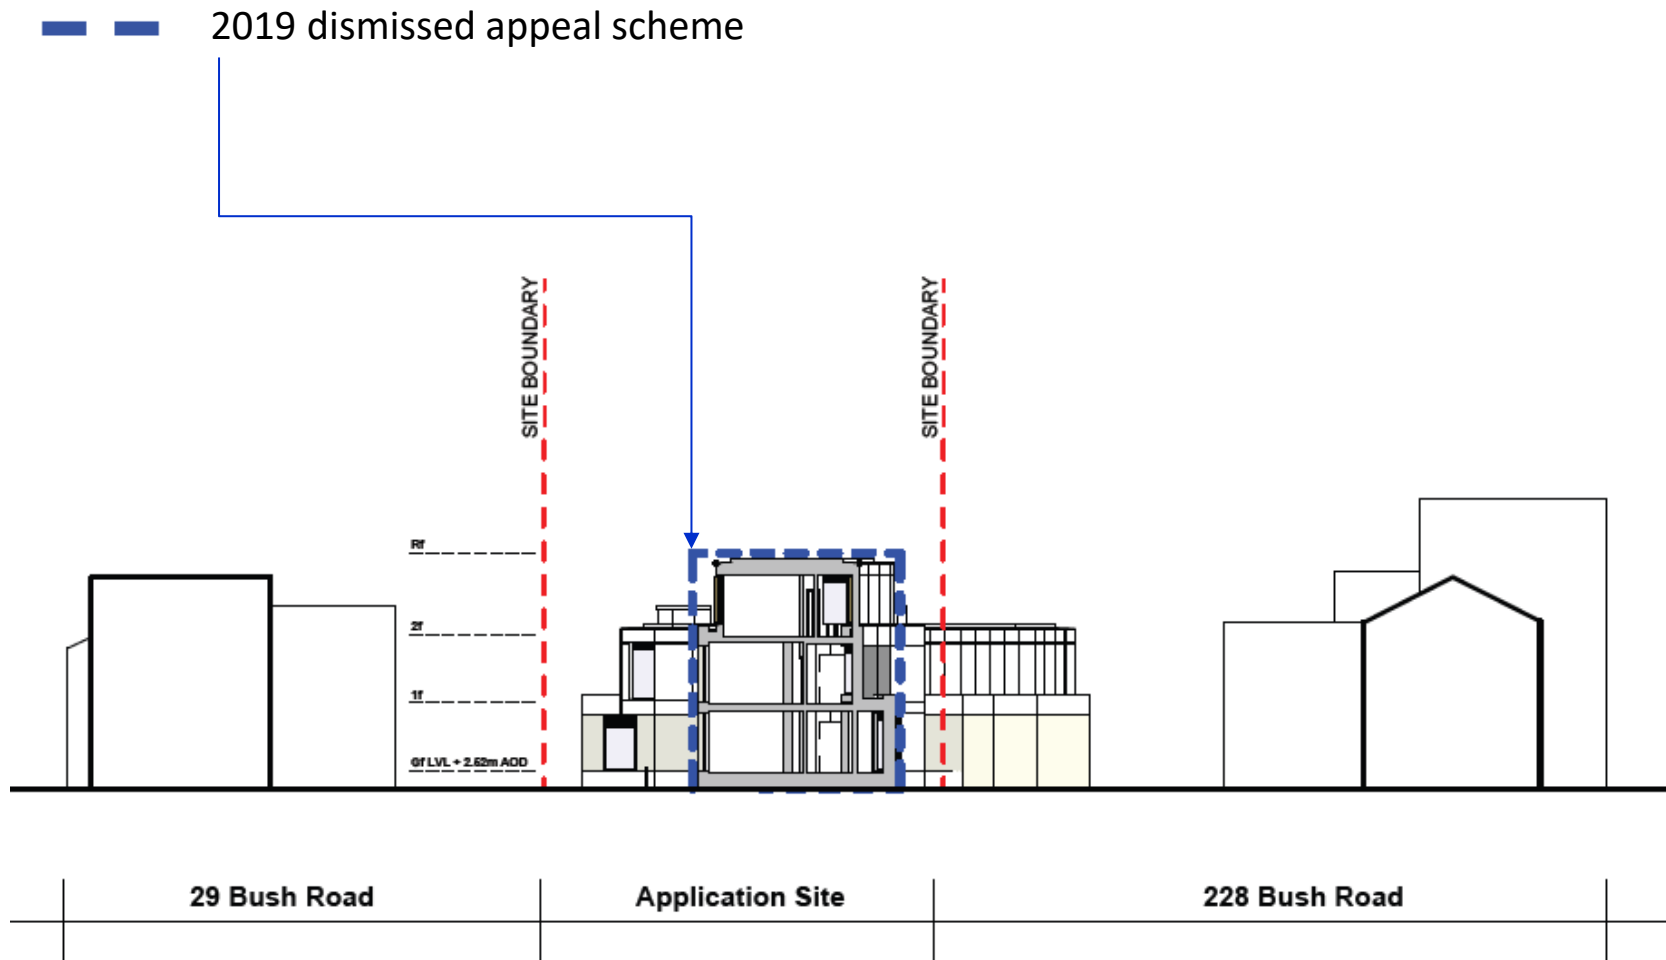 2019 dismissed appeal scheme
SITE BOUNDARY
SITE BOUNDARY
Rf
2f
1f
Gf LVL + 2.52m AOD
29 Bush Road
Application Site
228 Bush Road